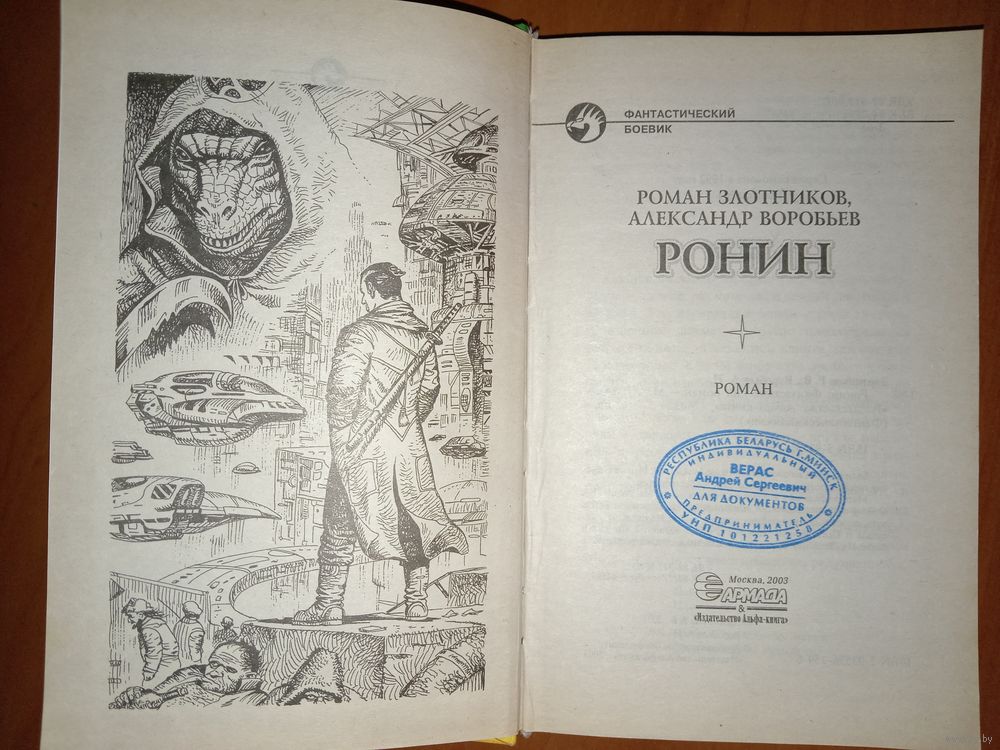 ФАНТАСТИЧЕСКИЙ
БОЕВИК
РОМАН ЗЛОТНИКОВ,
АЛЕКСАНДР ВОРОБЬЕВ
РОНИН
РОМАН
РЕСПУБЛИКА БЕЛАРУСЬ Г.МИНСК
ИНДИВИДУАЛЬНЫЙ
ВЕРАС
Андрей Сергеевич
ДЛЯ ДОКУМЕНТОВ
ПРЕДПРИНИМАТЕЛЬ
УНП 101221258
Москва, 2003
АРМАДА
&
«Издательство Альфа-книга»